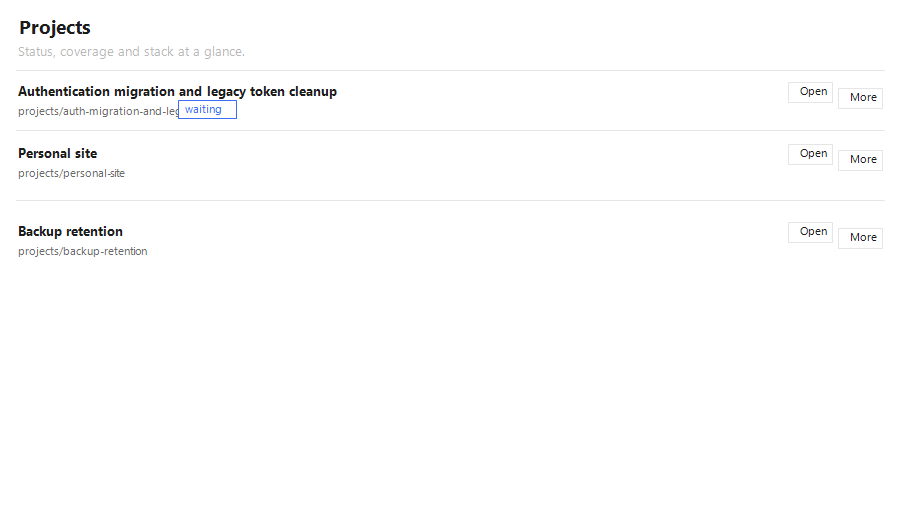 Projects
Status, coverage and stack at a glance.
Authentication migration and legacy token cleanup
Open
More
projects/auth-migration-and-leg
waiting
Personal site
Open
More
projects/personal-site
Backup retention
Open
More
projects/backup-retention